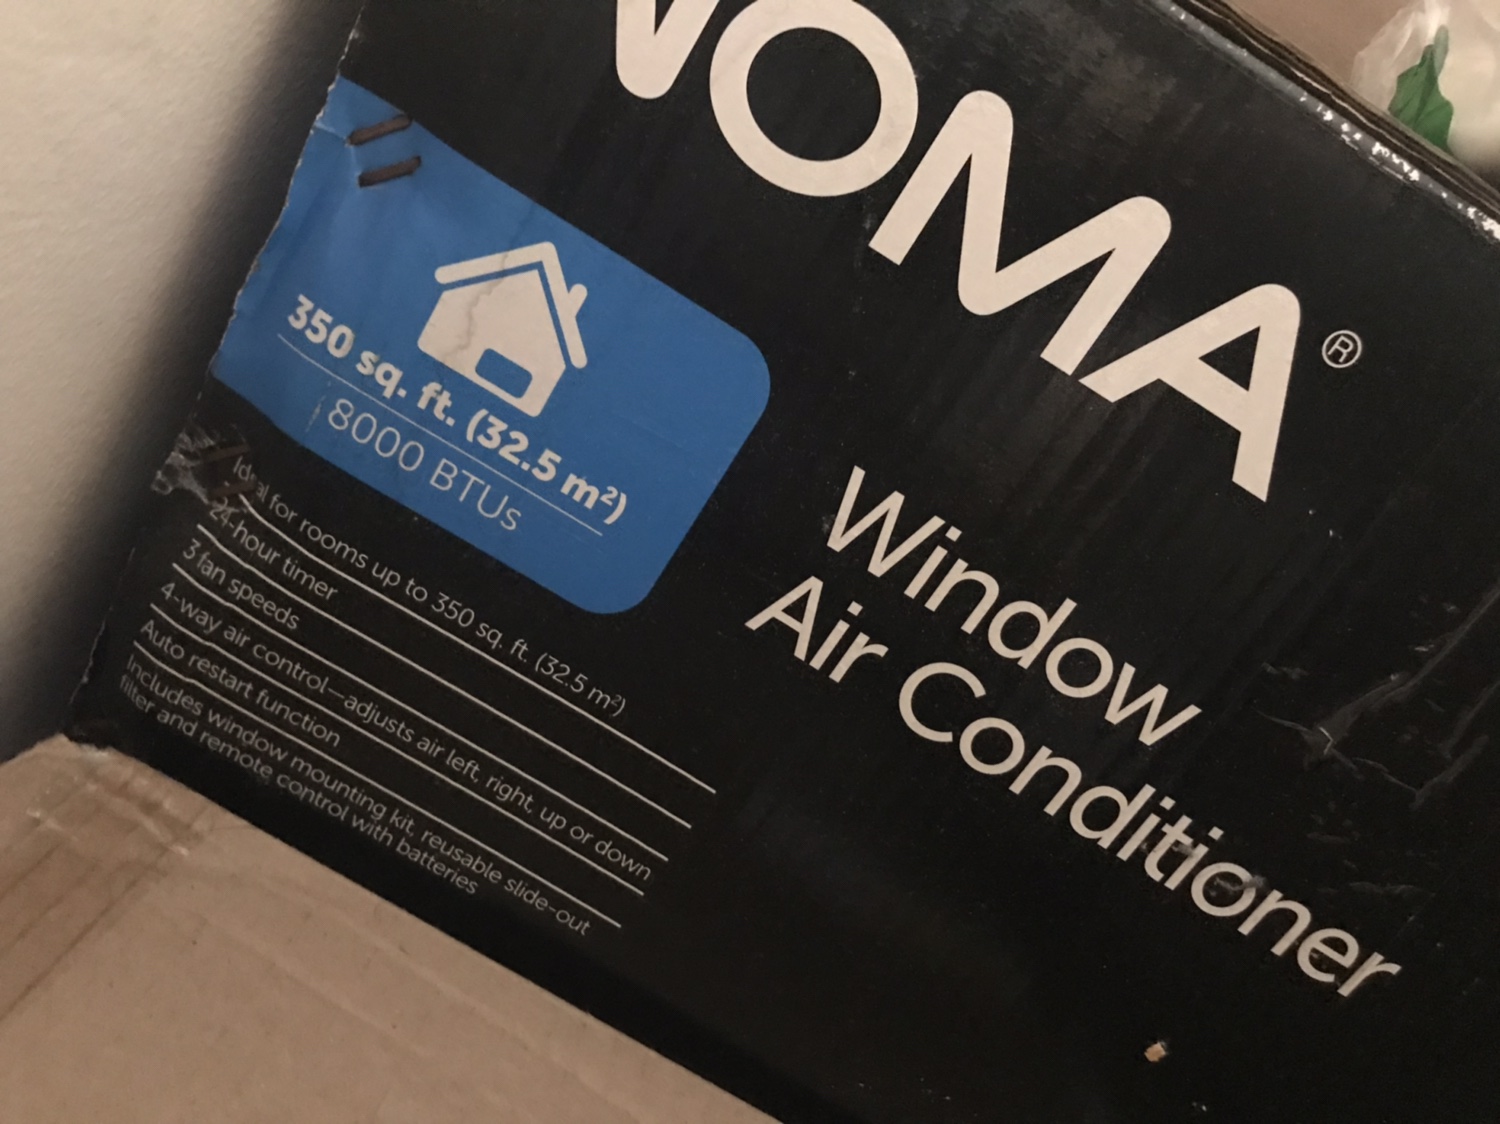 NOMA®
350 sq. ft. (32.5 m²)
8000 BTUs
Window
Air Conditioner
Ideal for rooms up to 350 sq. ft. (32.5 m²)
24-hour timer
3 fan speeds
4-way air control—adjusts air left, right, up or down
Auto restart function
Includes window mounting kit, reusable slide-out
filter and remote control with batteries